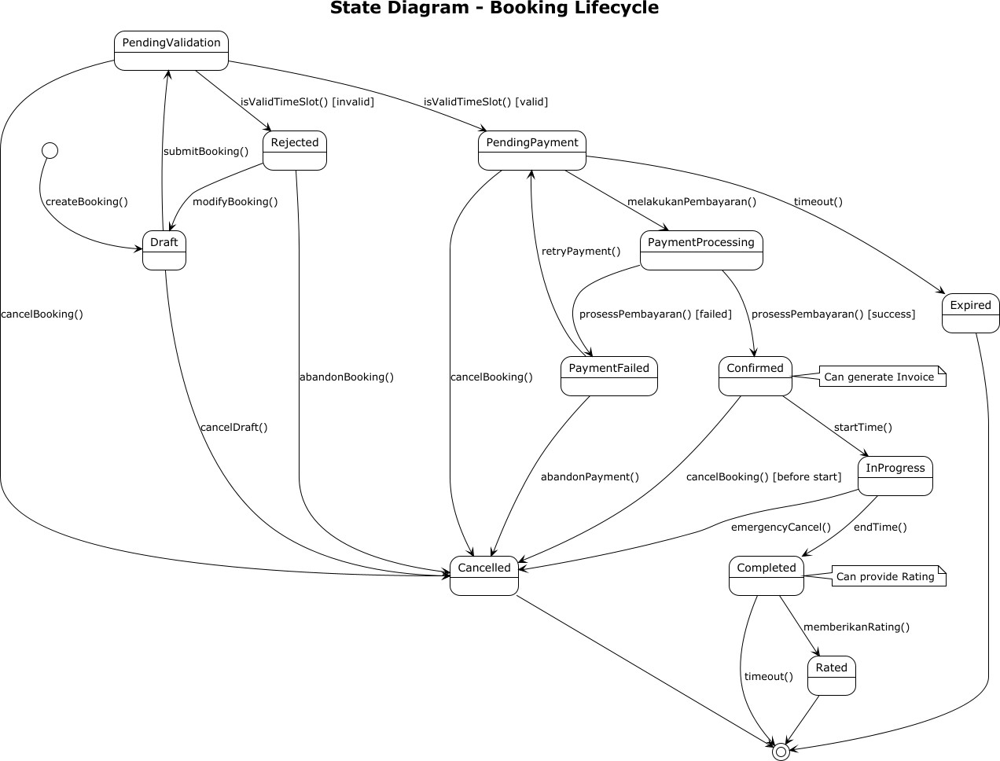 State Diagram - Booking Lifecycle
PendingValidation
isValidTimeSlot() [invalid]
isValidTimeSlot() [valid]
Rejected
PendingPayment
submitBooking()
createBooking()
modifyBooking()
melakukanPembayaran()
timeout()
Draft
PaymentProcessing
retryPayment()
Expired
cancelBooking()
prosessPembayaran() [failed]
prosessPembayaran() [success]
PaymentFailed
Confirmed
Can generate Invoice
abandonBooking()
cancelBooking()
cancelDraft()
startTime()
InProgress
abandonPayment()
cancelBooking() [before start]
emergencyCancel()
endTime()
Cancelled
Completed
Can provide Rating
memberikanRating()
Rated
timeout()